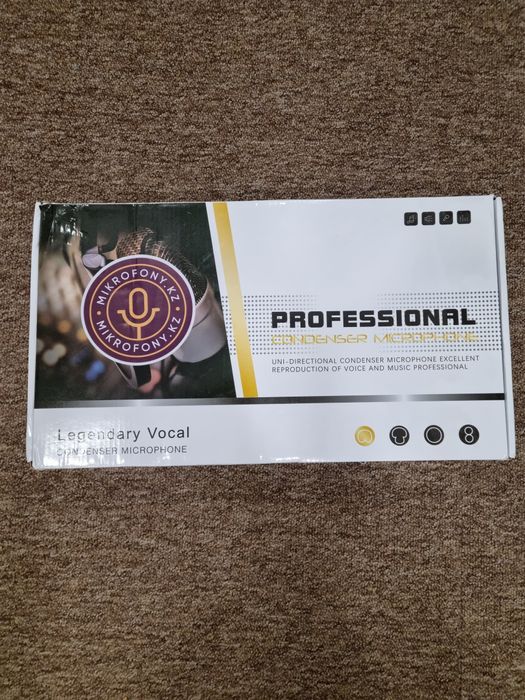 MIKROFONY.KZ
MIKROFONY.KZ
PROFESSIONAL
CONDENSER MICROPHONE
UNI-DIRECTIONAL CONDENSER MICROPHONE EXCELLENT
REPRODUCTION OF VOICE AND MUSIC PROFESSIONAL
Legendary Vocal
CONDENSER MICROPHONE